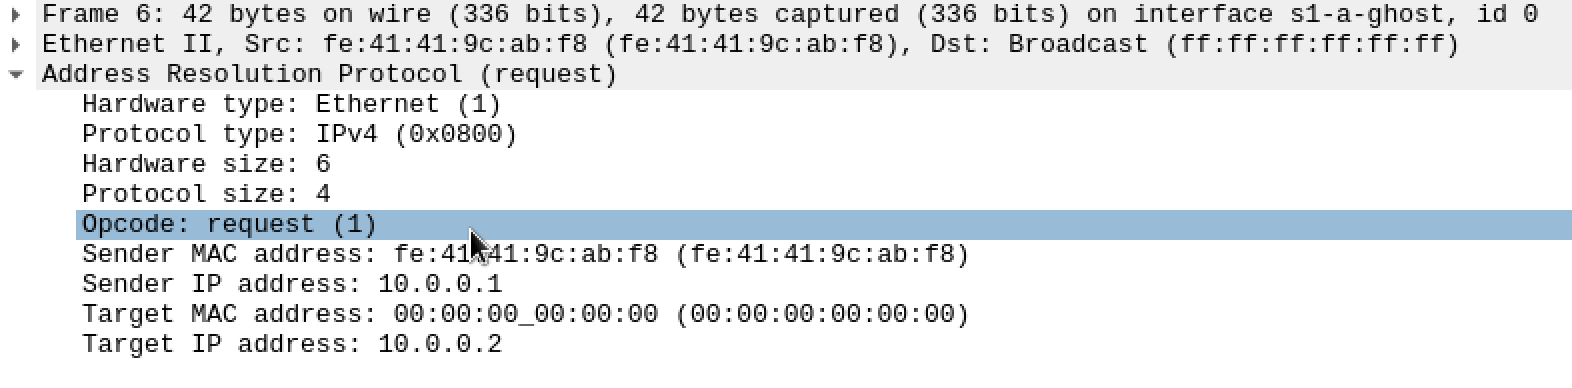 Frame 6: 42 bytes on wire (336 bits), 42 bytes captured (336 bits) on interface s1-a-ghost, id 0
Ethernet II, Src: fe:41:41:9c:ab:f8 (fe:41:41:9c:ab:f8), Dst: Broadcast (ff:ff:ff:ff:ff:ff)
Address Resolution Protocol (request)
Hardware type: Ethernet (1)
Protocol type: IPv4 (0x0800)
Hardware size: 6
Protocol size: 4
Opcode: request (1)
Sender MAC address: fe:41:41:9c:ab:f8 (fe:41:41:9c:ab:f8)
Sender IP address: 10.0.0.1
Target MAC address: 00:00:00_00:00:00 (00:00:00:00:00:00)
Target IP address: 10.0.0.2